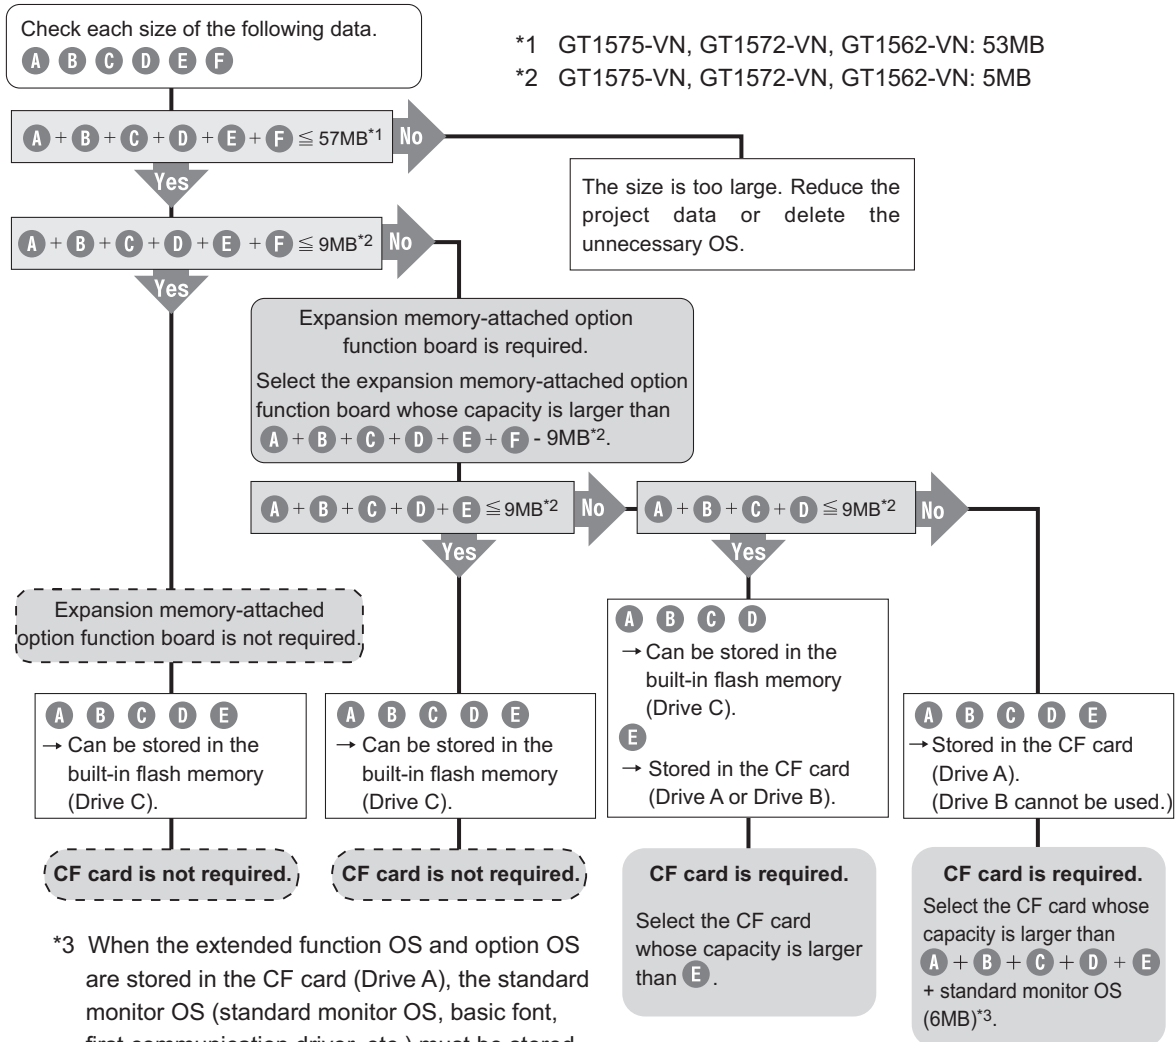 Check each size of the following data.
A B C D E F
*1 GT1575-VN, GT1572-VN, GT1562-VN: 53MB
*2 GT1575-VN, GT1572-VN, GT1562-VN: 5MB
A + B + C + D + E + F ≦ 57MB*1
No
Yes
The size is too large. Reduce the
project data or delete the
unnecessary OS.
A + B + C + D + E + F ≦ 9MB*2
No
Yes
Expansion memory-attached option
function board is required.
Select the expansion memory-attached option
function board whose capacity is larger than
A + B + C + D + E + F - 9MB*2.
A + B + C + D + E ≦ 9MB*2
No
Yes
A + B + C + D ≦ 9MB*2
No
Yes
Expansion memory-attached
option function board is not required.
A B C D E
→ Can be stored in the
built-in flash memory
(Drive C).
CF card is not required.
A B C D E
→ Can be stored in the
built-in flash memory
(Drive C).
CF card is not required.
A B C D
→ Can be stored in the
built-in flash memory
(Drive C).
E
→ Stored in the CF card
(Drive A or Drive B).
CF card is required.
Select the CF card
whose capacity is larger
than E .
A B C D E
→ Stored in the CF card
(Drive A).
(Drive B cannot be used.)
CF card is required.
Select the CF card whose
capacity is larger than
A + B + C + D + E
+ standard monitor OS
(6MB)*3.
*3 When the extended function OS and option OS
are stored in the CF card (Drive A), the standard
monitor OS (standard monitor OS, basic font,
first communication driver, etc.) must be stored